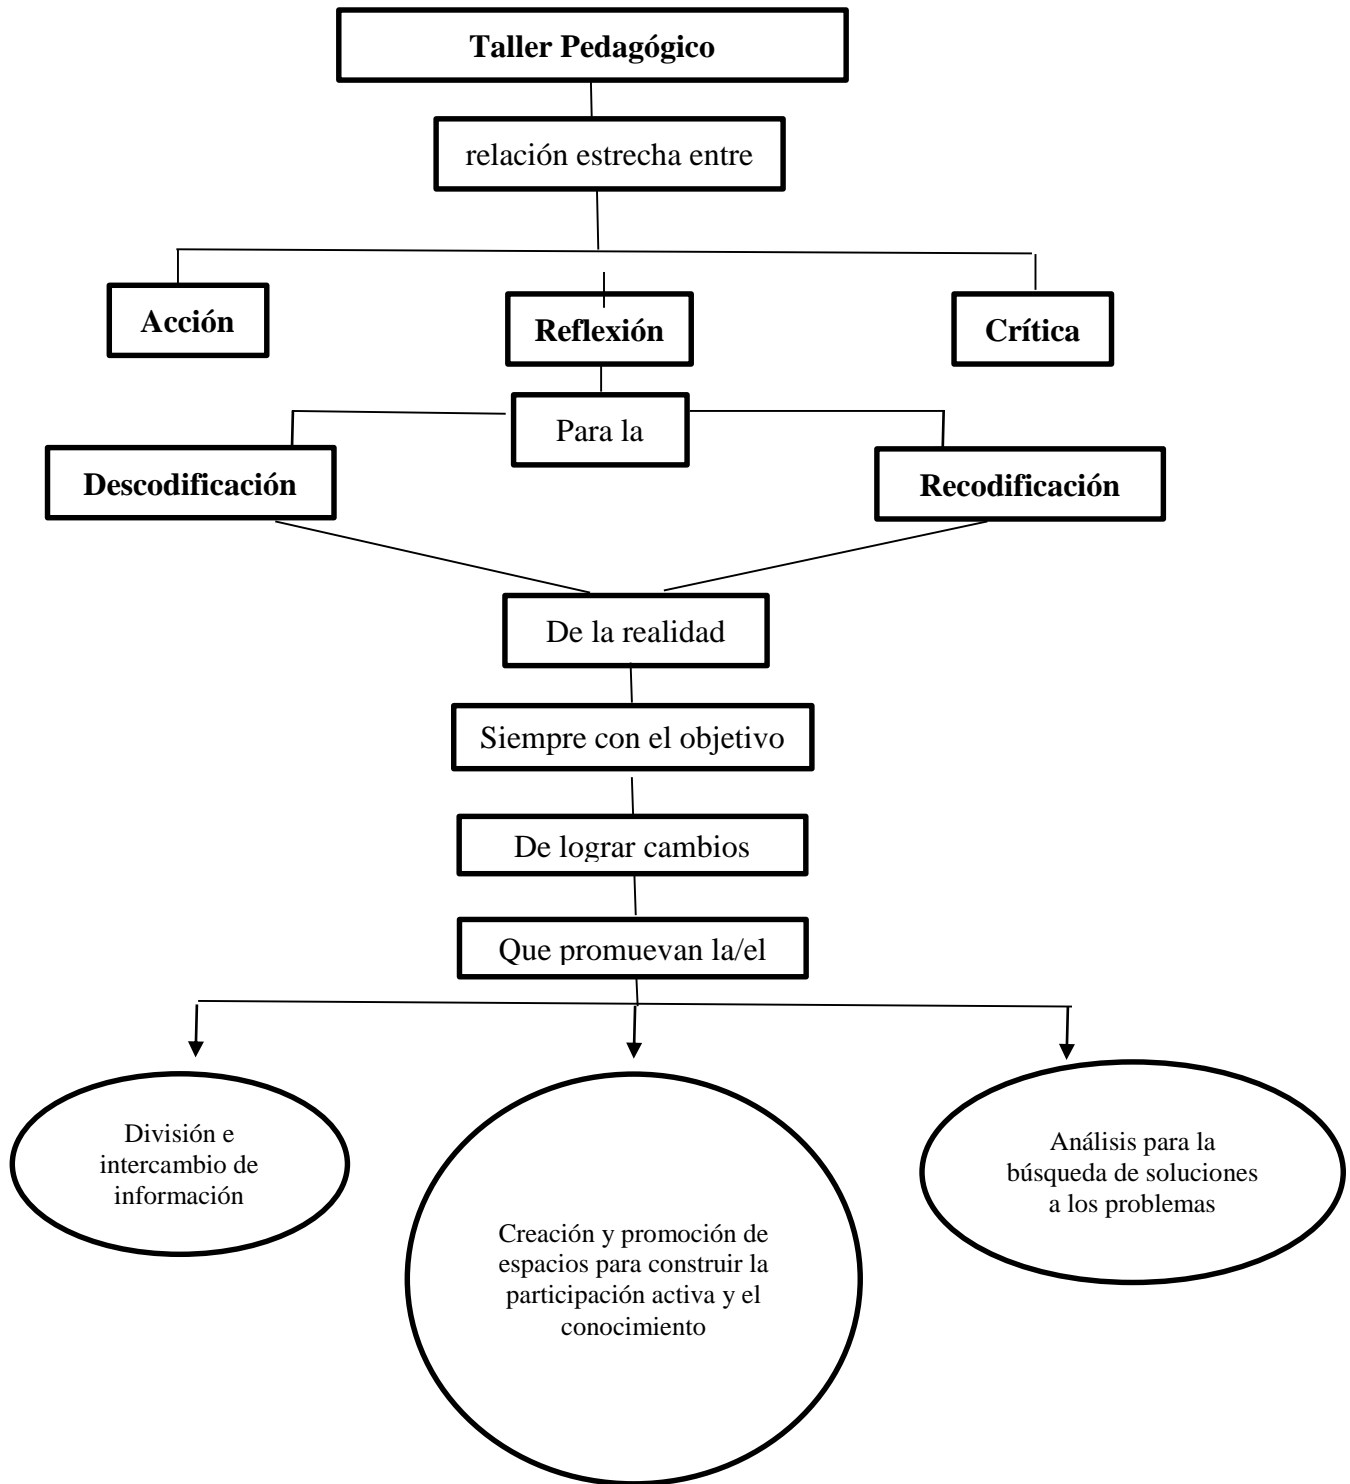 Taller Pedagógico
relación estrecha entre
Acción
Reflexión
Crítica
Para la
Descodificación
Recodificación
De la realidad
Siempre con el objetivo
De lograr cambios
Que promuevan la/el
División e
intercambio de
información
Creación y promoción de
espacios para construir la
participación activa y el
conocimiento
Análisis para la
búsqueda de soluciones
a los problemas